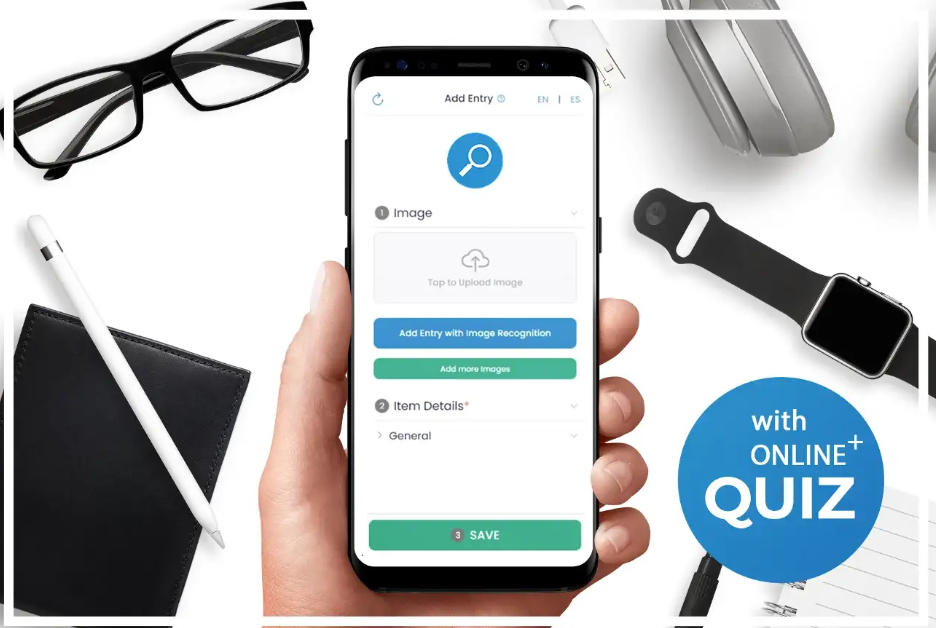 Add Entry ?
EN | ES
1 Image
Tap to Upload Image
Add Entry with Image Recognition
Add more Images
2 Item Details*
> General
3 SAVE
with
ONLINE+
QUIZ